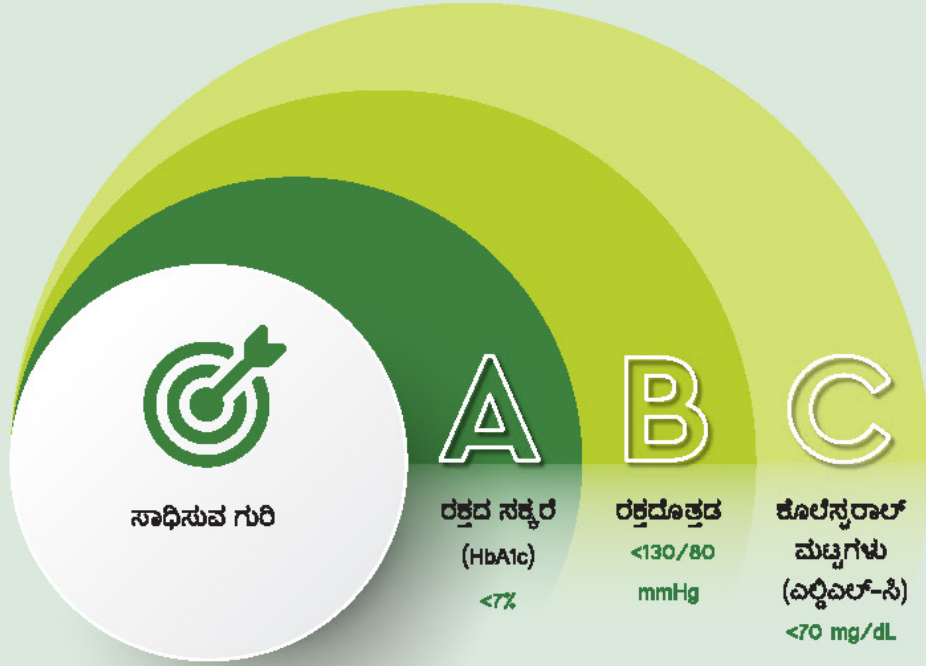 ಸಾಧಿಸುವ ಗುರಿ
A
ರಕ್ತದ ಸಕ್ಕರೆ
(HbA1c)
<7%
B
ರಕ್ತದೊತ್ತಡ
<130/80
mmHg
C
ಕೊಲೆಸ್ಟರಾಲ್
ಮಟ್ಟಗಳು
(ಎಲ್ಡಿಎಲ್-ಸಿ)
<70 mg/dL